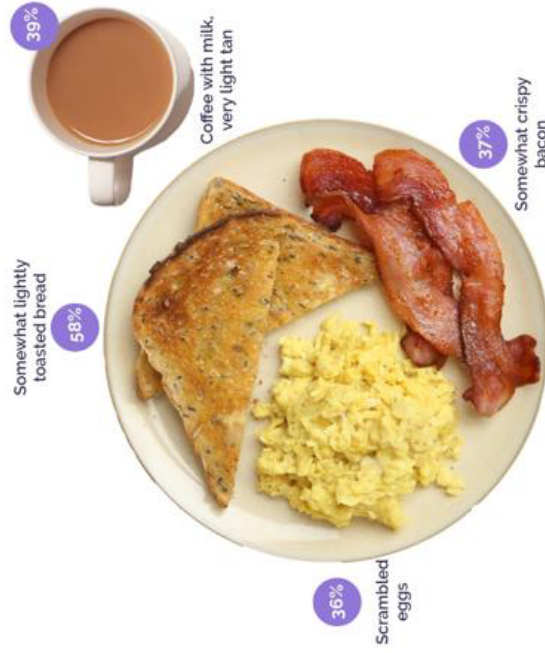 39%
Coffee with milk,
very light tan
Somewhat lightly
toasted bread
58%
37%
Somewhat crispy
bacon
36%
Scrambled
eggs